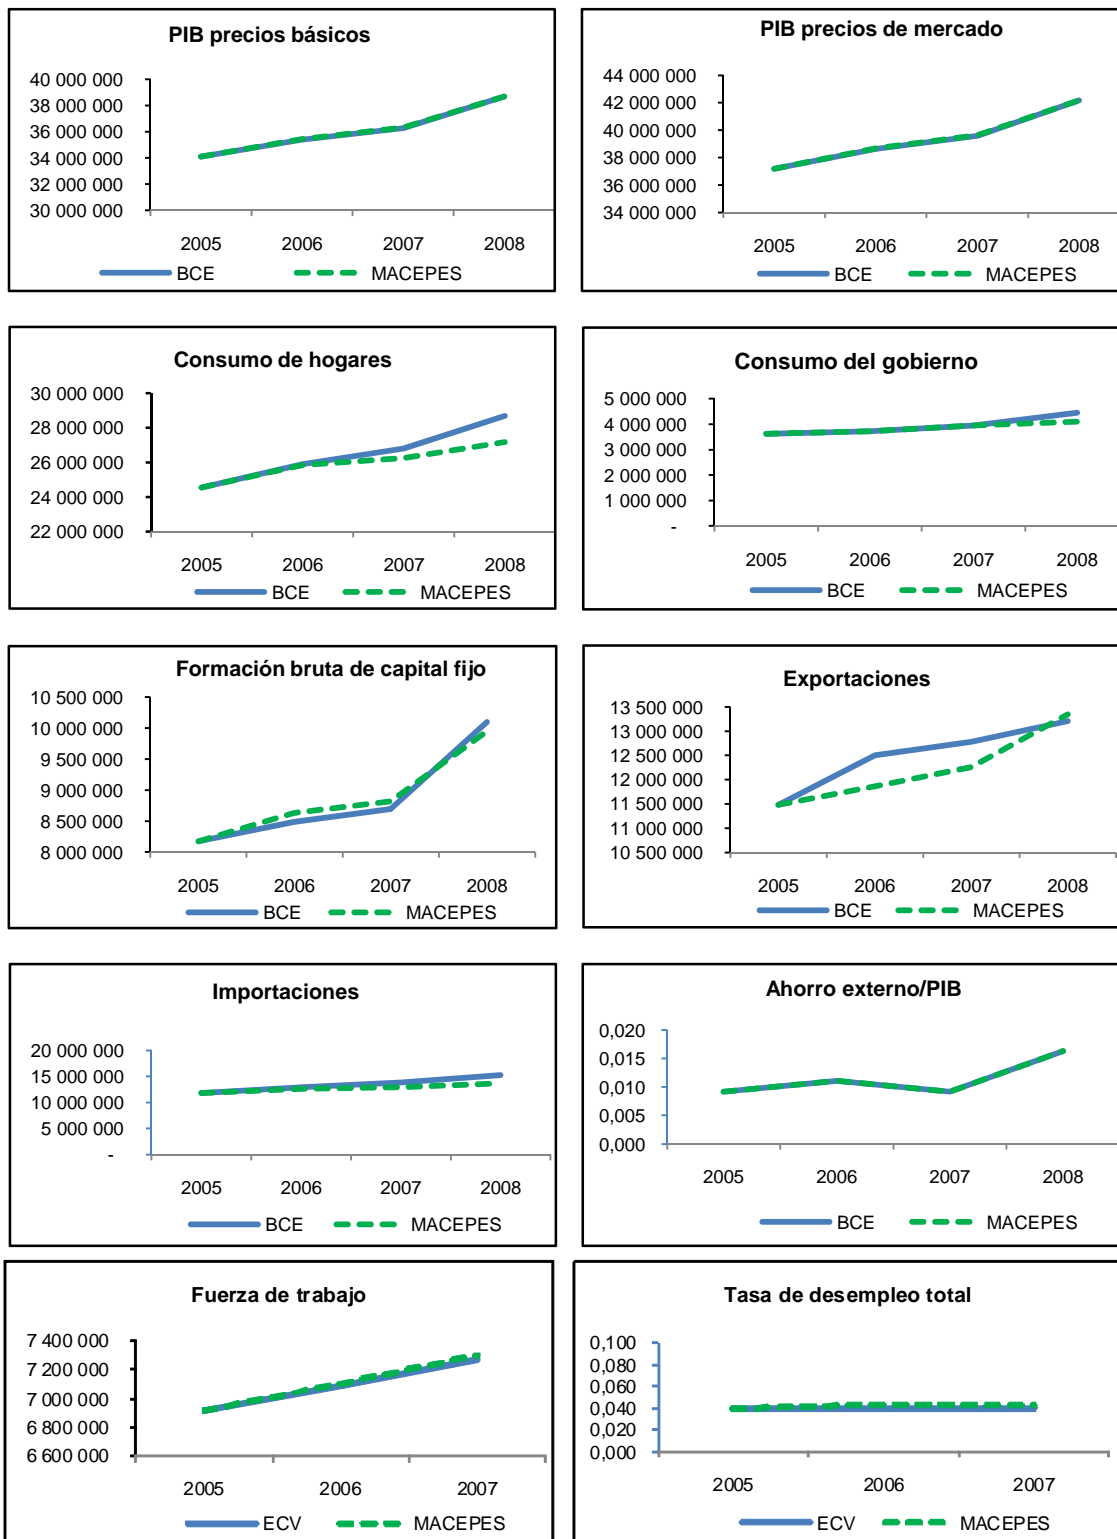 PIB precios básicos
40 000 000
38 000 000
36 000 000
34 000 000
32 000 000
30 000 000
2005 2006 2007 2008
BCE MACEPES
PIB precios de mercado
44 000 000
42 000 000
40 000 000
38 000 000
36 000 000
34 000 000
2005 2006 2007 2008
BCE MACEPES
Consumo de hogares
30 000 000
28 000 000
26 000 000
24 000 000
22 000 000
2005 2006 2007 2008
BCE MACEPES
Consumo del gobierno
5 000 000
4 000 000
3 000 000
2 000 000
1 000 000
-
2005 2006 2007 2008
BCE MACEPES
Formación bruta de capital fijo
10 500 000
10 000 000
9 500 000
9 000 000
8 500 000
8 000 000
2005 2006 2007 2008
BCE MACEPES
Exportaciones
13 500 000
13 000 000
12 500 000
12 000 000
11 500 000
11 000 000
10 500 000
2005 2006 2007 2008
BCE MACEPES
Importaciones
20 000 000
15 000 000
10 000 000
5 000 000
-
2005 2006 2007 2008
BCE MACEPES
Ahorro externo/PIB
0,020
0,015
0,010
0,005
0,000
2005 2006 2007 2008
BCE MACEPES
Fuerza de trabajo
7 400 000
7 200 000
7 000 000
6 800 000
6 600 000
2005 2006 2007
ECV MACEPES
Tasa de desempleo total
0,100
0,080
0,060
0,040
0,020
0,000
2005 2006 2007
ECV MACEPES